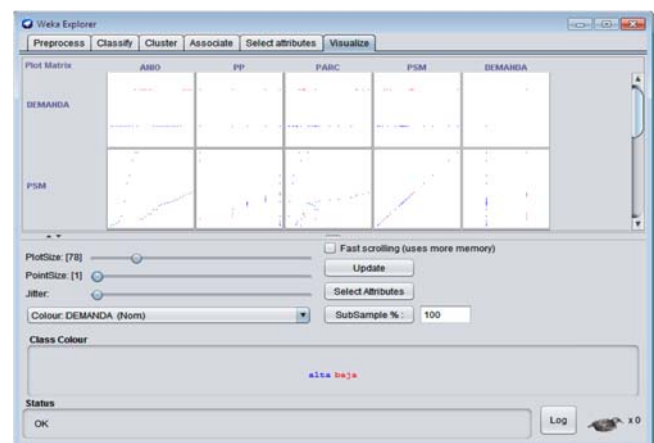 Weka Explorer
Preprocess Classify Cluster Associate Select attributes Visualize
Plot Matrix ANIO PP PARC PSM DEMANDA
DEMANDA
PSM
PlotSize: [78]
PointSize: [1]
Jitter:
Fast scrolling (uses more memory)
Update
Select Attributes
Colour: DEMANDA (Nom)
SubSample % : 100
Class Colour
alta baja
Status
OK
Log
x 0